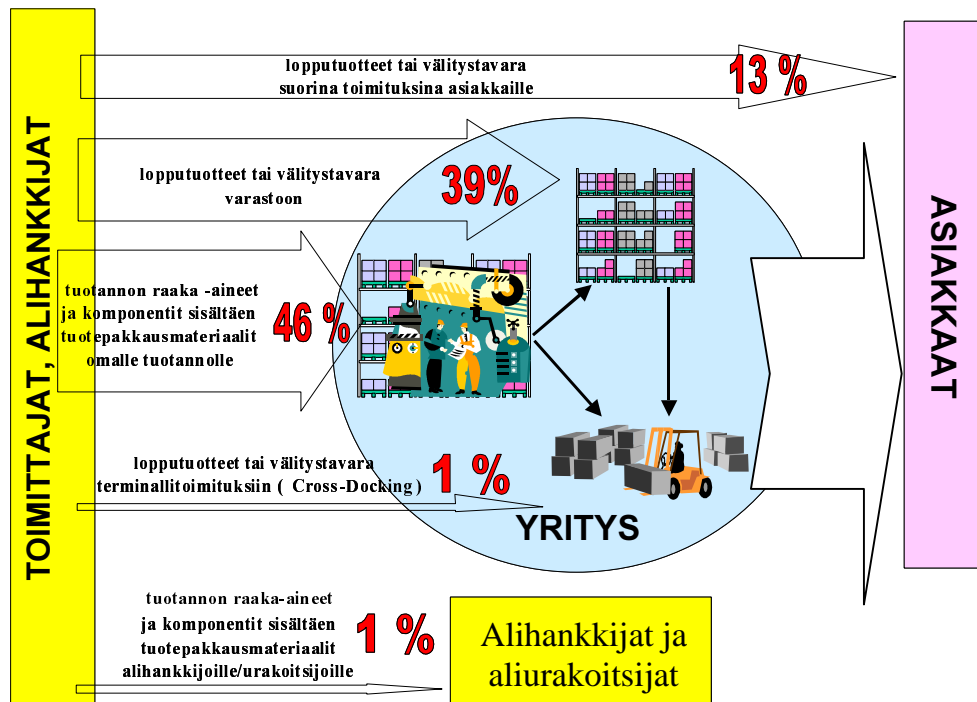 TOIMITTAJAT, ALIHANKKIJAT
lopputuotteet tai välitystavara
suorina toimituksina asiakkaille
13 %
lopputuotteet tai välitystavara
varastoon
39%
tuotannon raaka -aineet
ja komponentit sisältäen
tuotepakkausmateriaalit
omalle tuotannolle
46 %
lopputuotteet tai välitystavara
terminallitoimituksiin ( Cross-Docking )
1 %
YRITYS
tuotannon raaka-aineet
ja komponentit sisältäen
tuotepakkausmateriaalit
alihankkijoille/urakoitsijoille
1 %
Alihankkijat ja
aliurakoitsijat
ASIAKKAAT